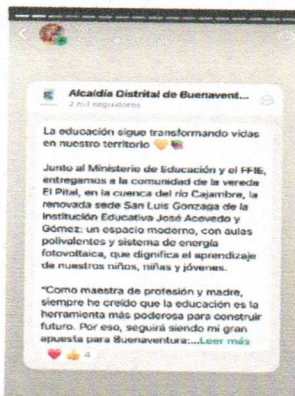 Alcaldía Distrital de Buenavent...
2 mil seguidores
La educación sigue transformando vidas
en nuestro territorio 💛📚
Junto al Ministerio de Educación y el FFIE,
entregamos a la comunidad de la vereda
El Pital, en la cuenca del río Cajambre, la
renovada sede San Luis Gonzaga de la
Institución Educativa José Acevedo y
Gómez: un espacio moderno, con aulas
polivalentes y sistema de energía
fotovoltaica, que dignifica el aprendizaje
de nuestros niños, niñas y jóvenes.
"Como maestra de profesión y madre,
siempre he creído que la educación es la
herramienta más poderosa para construir
futuro. Por eso, seguirá siendo mi gran
apuesta para Buenaventura:...Leer más
❤️👍 4